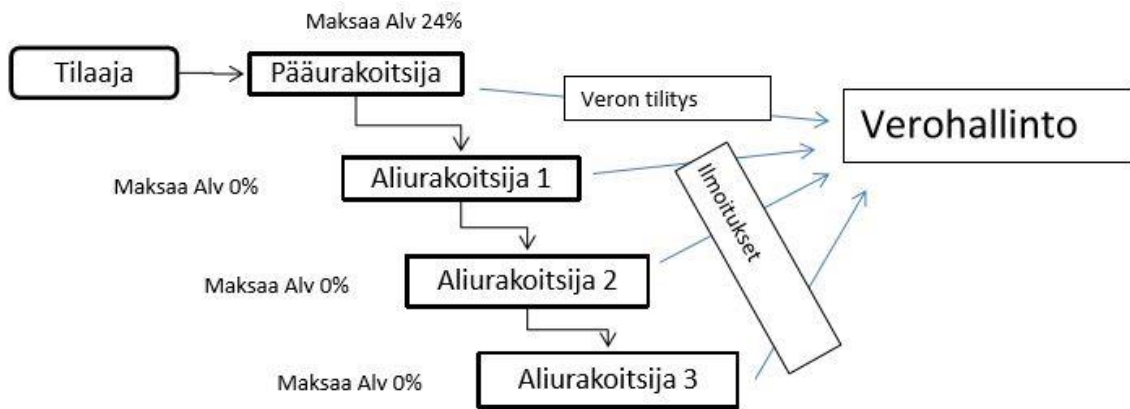 Maksaa Alv 24%
Tilaaja
Pääurakoitsija
Veron tilitys
Verohallinto
Maksaa Alv 0%
Aliurakoitsija 1
Ilmoitukset
Maksaa Alv 0%
Aliurakoitsija 2
Maksaa Alv 0%
Aliurakoitsija 3